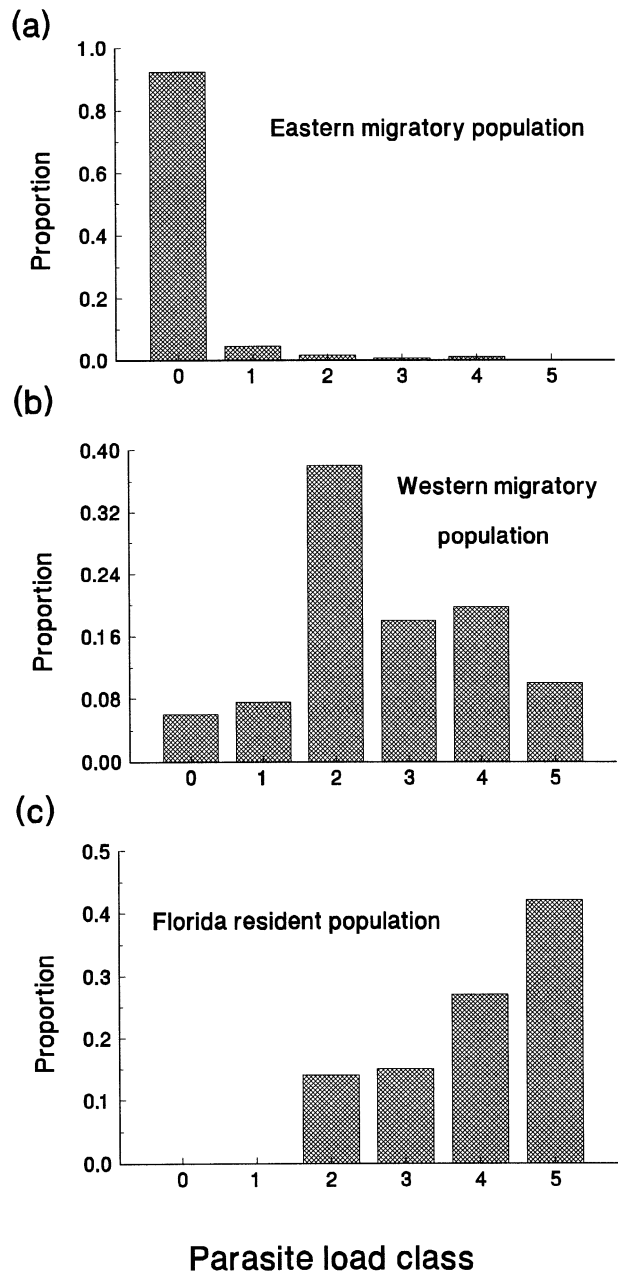 (a)
Proportion
1.0
0.8
0.6
0.4
0.2
0.0
Eastern migratory population
0 1 2 3 4 5
(b)
Proportion
0.40
0.32
0.24
0.16
0.08
0.00
Western migratory
population
0 1 2 3 4 5
(c)
Proportion
0.5
0.4
0.3
0.2
0.1
0.0
Florida resident population
0 1 2 3 4 5
Parasite load class